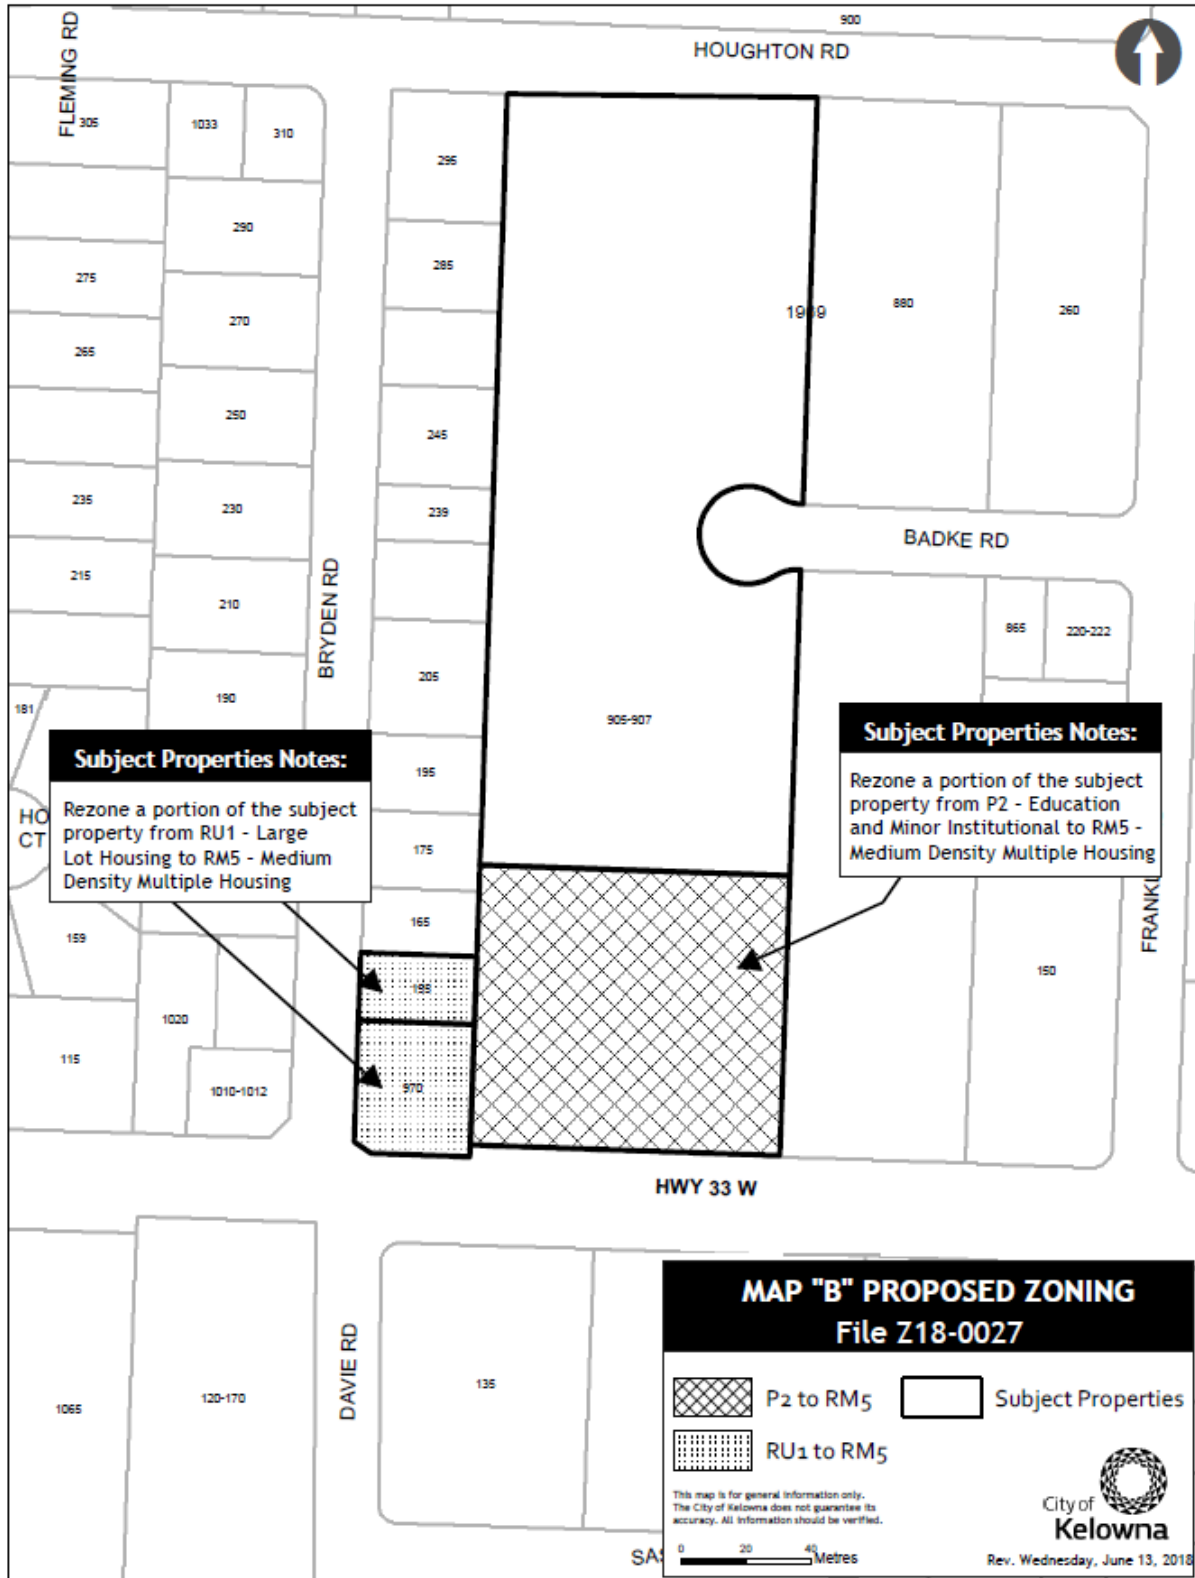 900
HOUGHTON RD
FLEMING RD
305
1033
310
295
290
285
275
270
1969
880
260
265
250
245
235
230
239
BADKE RD
215
210
BRYDEN RD
865
220-222
205
181
190
905-907
195
175
HO
CT
Subject Properties Notes:
Rezone a portion of the subject
property from RU1 - Large
Lot Housing to RM5 - Medium
Density Multiple Housing
Subject Properties Notes:
Rezone a portion of the subject
property from P2 - Education
and Minor Institutional to RM5 -
Medium Density Multiple Housing
FRANKL
165
159
150
1020
970
115
1010-1012
HWY 33 W
DAVIE RD
135
120-170
1065
SAS
MAP "B" PROPOSED ZONING
File Z18-0027
P2 to RM5
Subject Properties
RU1 to RM5
This map is for general information only.
The City of Kelowna does not guarantee its
accuracy. All information should be verified.
0 20 40 Metres
City of
Kelowna
Rev. Wednesday, June 13, 2018